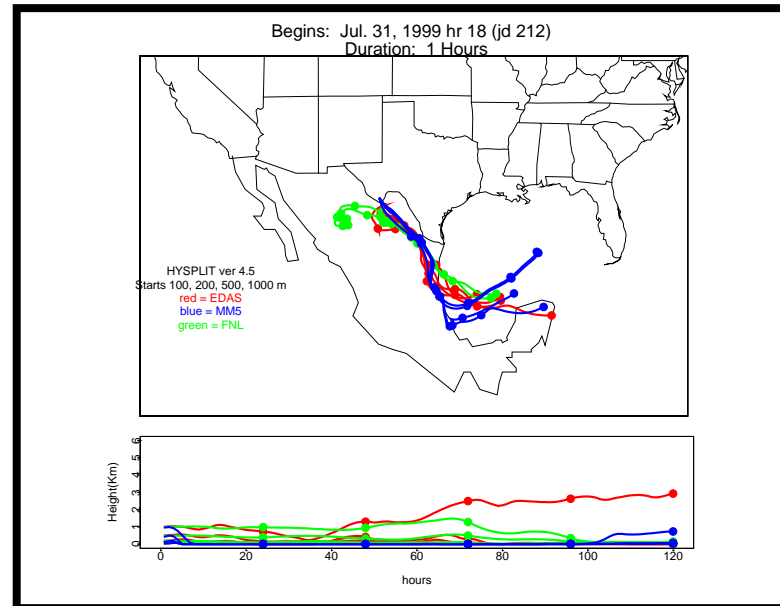 Begins:  Jul. 31, 1999 hr 18 (jd 212)
Duration:  1 Hours
HYSPLIT ver 4.5
Starts 100, 200, 500, 1000 m
red = EDAS
blue = MM5
green = FNL
Height(Km)
6
5
4
3
2
1
0
0 20 40 60 80 100 120
hours